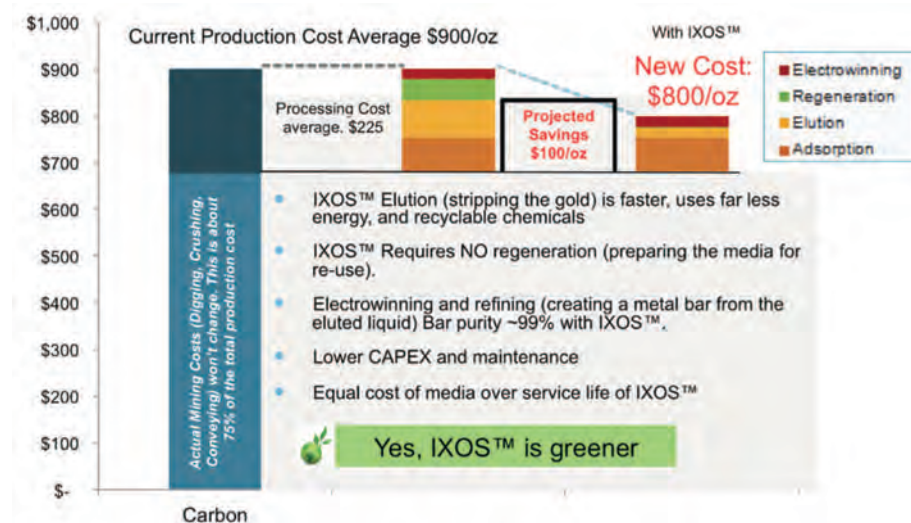 $1,000
$900
$800
$700
$600
$500
$400
$300
$200
$100
$-
Current Production Cost Average $900/oz
With IXOS™
New Cost:
$800/oz
Electrowinning
Regeneration
Elution
Adsorption
Processing Cost
average. $225
Projected
Savings
$100/oz
Actual Mining Costs (Digging, Crushing,
Conveying) won't change. This is about
75% of the total production cost
IXOS™ Elution (stripping the gold) is faster, uses far less
energy, and recyclable chemicals
IXOS™ Requires NO regeneration (preparing the media for
re-use).
Electrowinning and refining (creating a metal bar from the
eluted liquid) Bar purity ~99% with IXOS™.
Lower CAPEX and maintenance
Equal cost of media over service life of IXOS™
Yes, IXOS™ is greener
Carbon